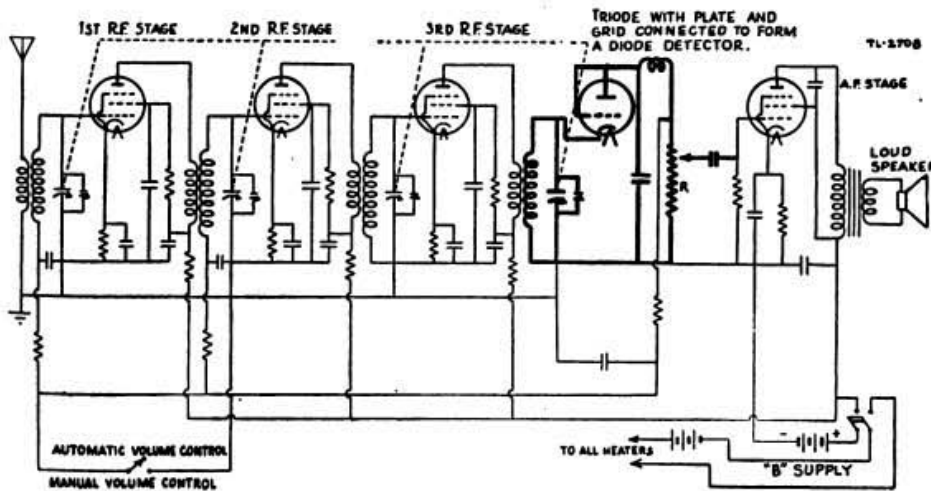 1ST R.F. STAGE
2ND R.F. STAGE
3RD R.F. STAGE
TRIODE WITH PLATE AND
GRID CONNECTED TO FORM
A DIODE DETECTOR.
TL-2708
A.F. STAGE
LOUD
SPEAKER
R
AUTOMATIC VOLUME CONTROL
MANUAL VOLUME CONTROL
TO ALL HEATERS
- +
"B" SUPPLY